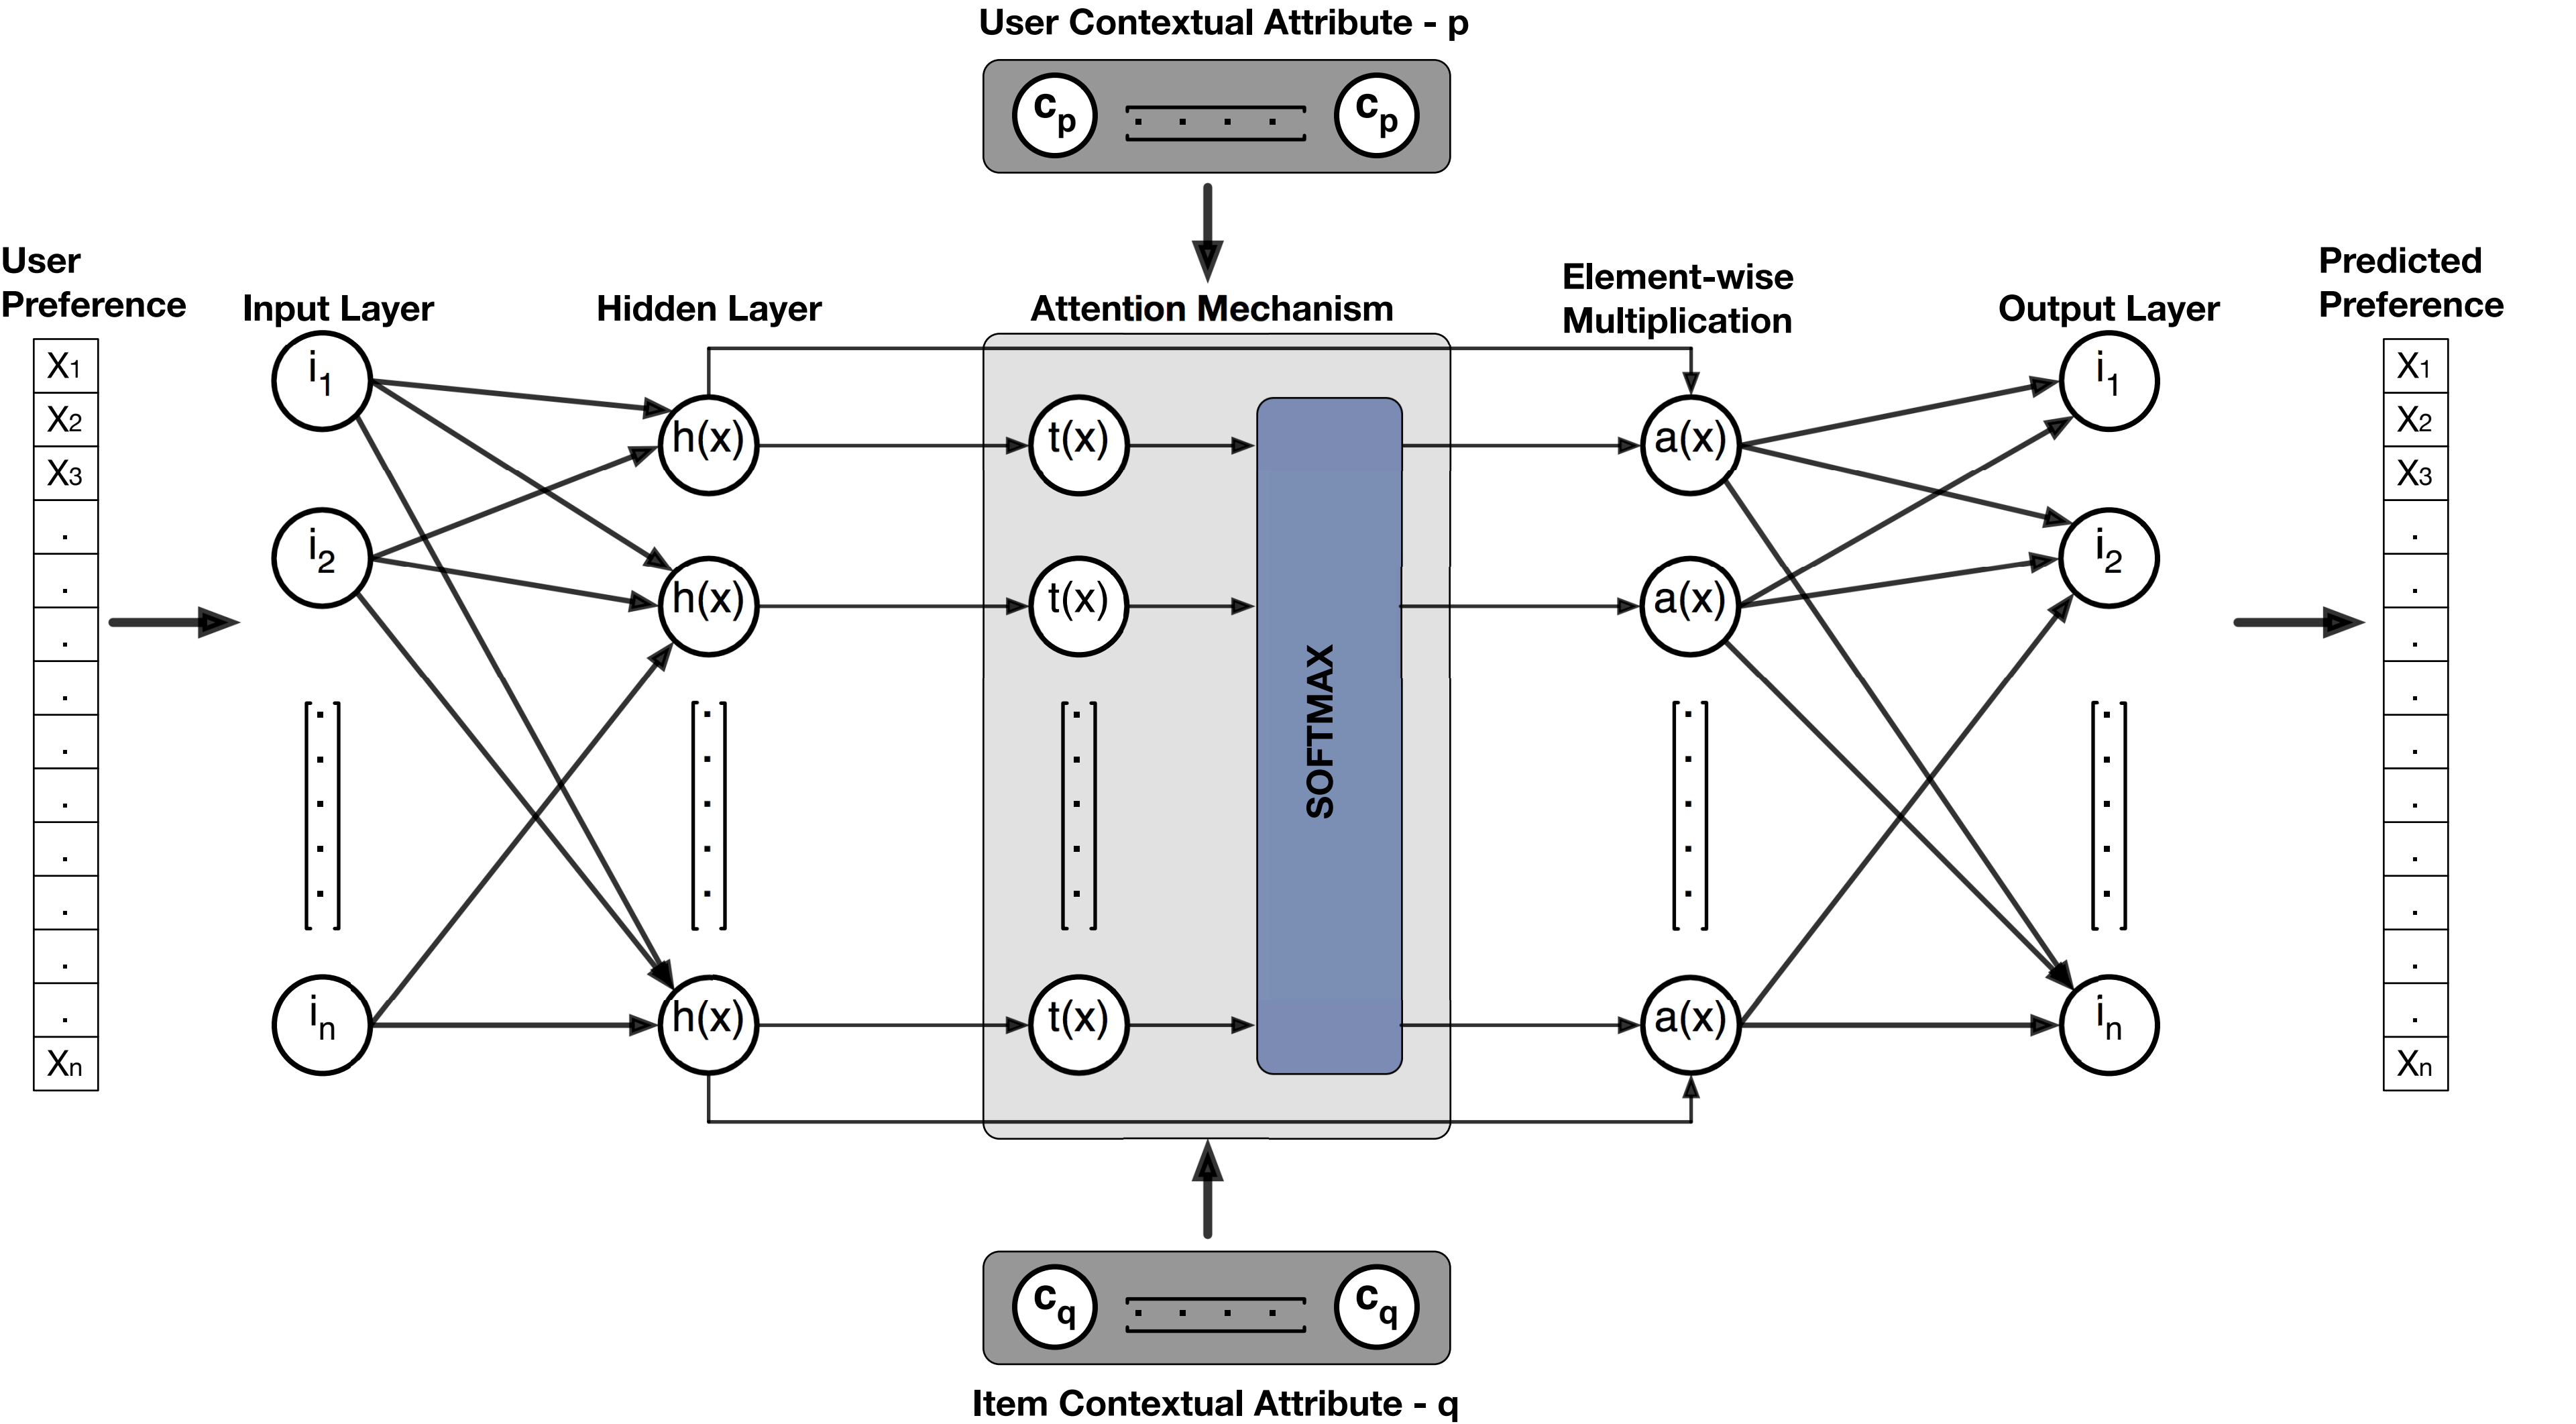 User Contextual Attribute - p
cp
. . . .
cp
User
Preference
Input Layer
Hidden Layer
Attention Mechanism
Element-wise
Multiplication
Output Layer
Predicted
Preference
X1
X2
X3
.
.
.
.
.
.
.
.
.
.
Xn
i1
i2
.
.
.
.
.
in
h(x)
h(x)
.
.
.
.
.
h(x)
t(x)
t(x)
.
.
.
.
.
t(x)
SOFTMAX
a(x)
a(x)
.
.
.
.
.
a(x)
i1
i2
.
.
.
.
.
in
X1
X2
X3
.
.
.
.
.
.
.
.
.
.
Xn
cq
. . . .
cq
Item Contextual Attribute - q